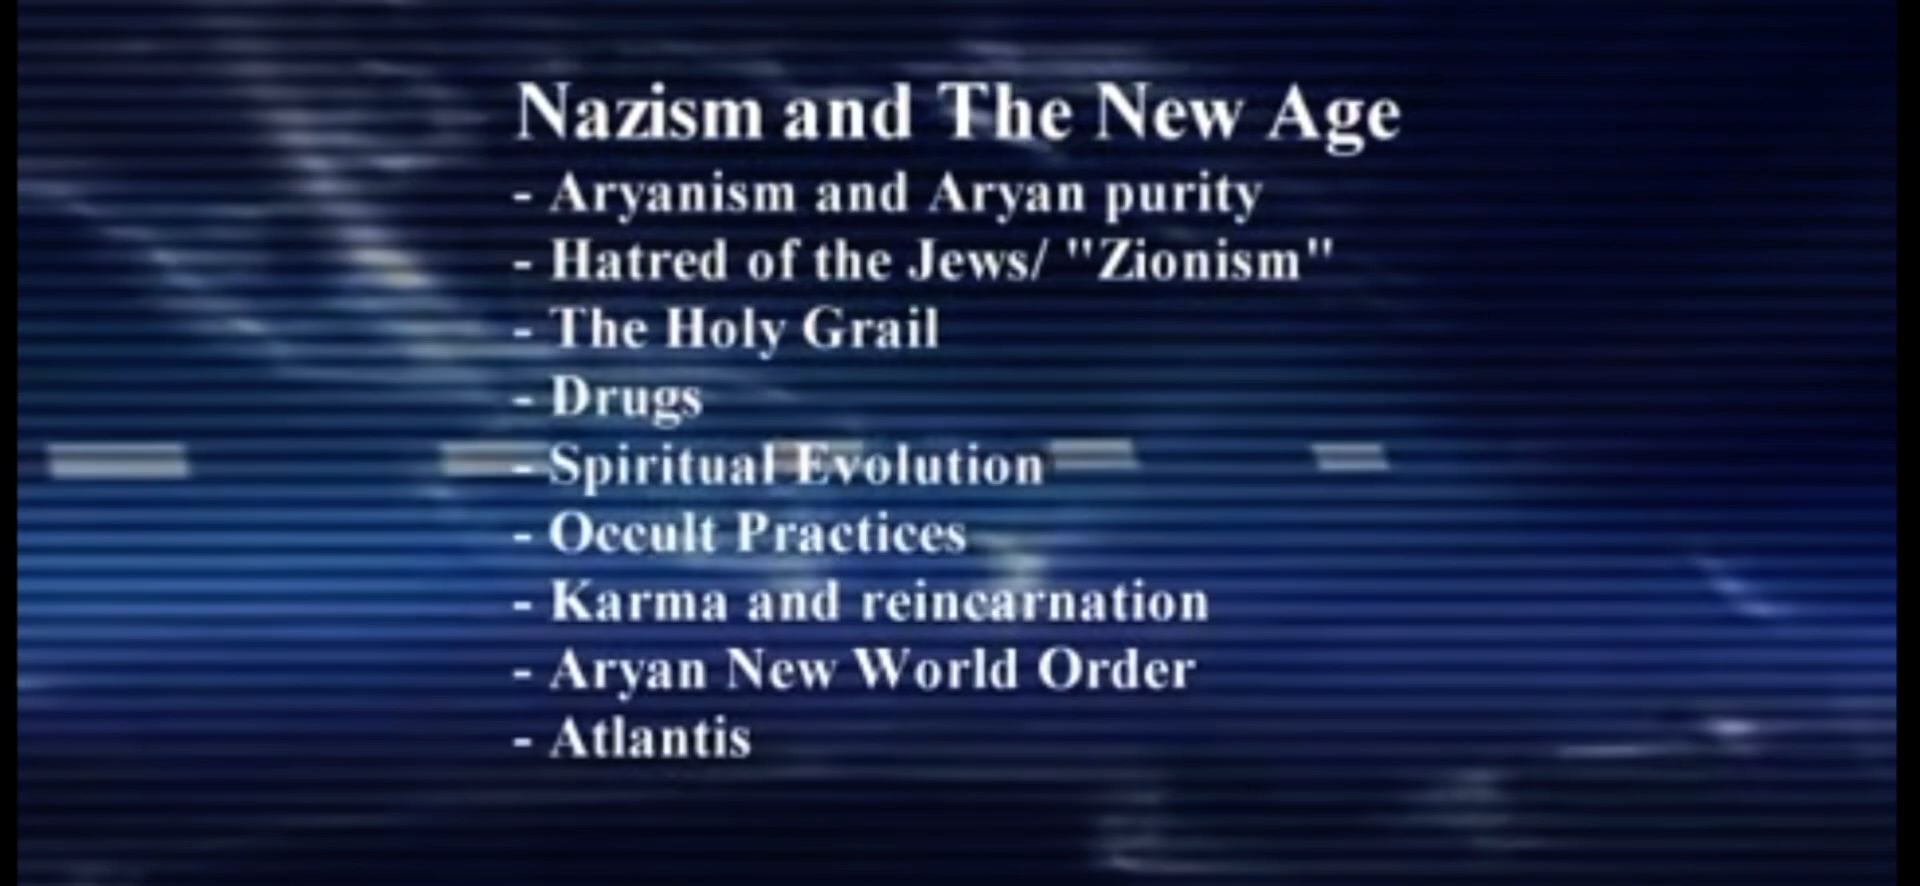 Nazism and The New Age
- Aryanism and Aryan purity
- Hatred of the Jews/ "Zionism"
- The Holy Grail
- Drugs
- Spiritual Evolution
- Occult Practices
- Karma and reincarnation
- Aryan New World Order
- Atlantis